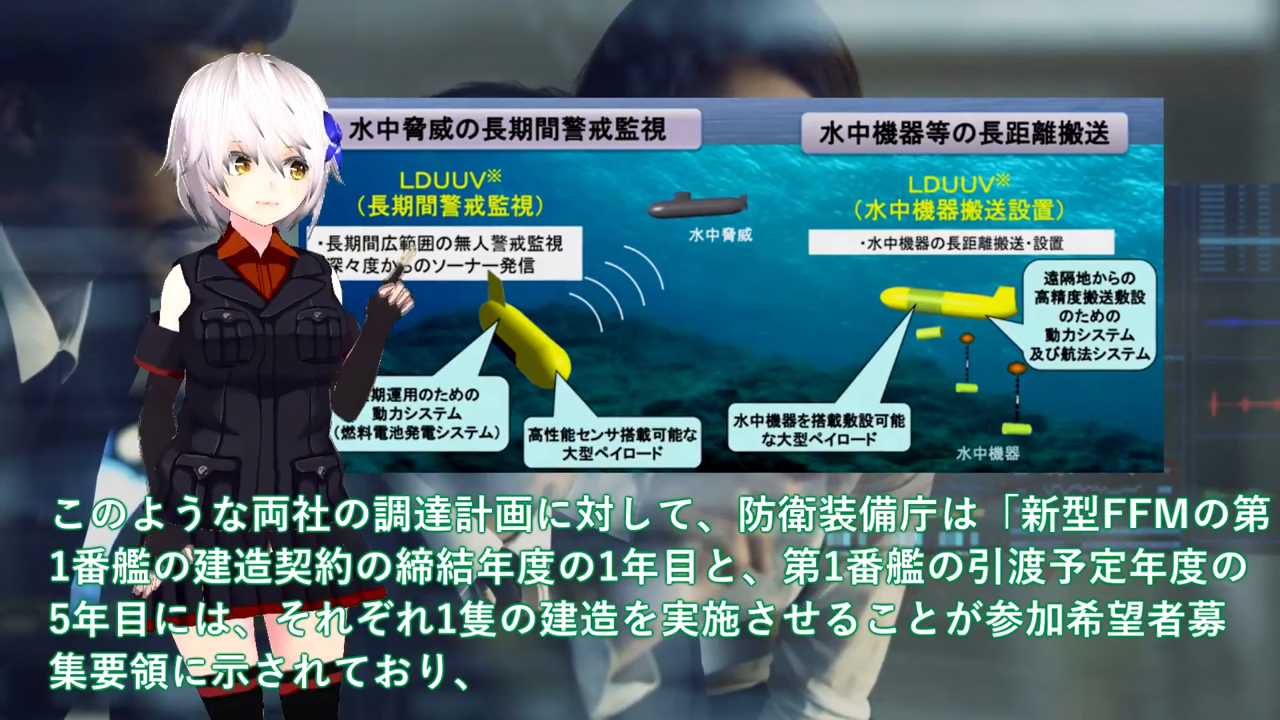 水中脅威の長期間警戒監視
LDUUV※
(長期間警戒監視)
・長期間広範囲の無人警戒監視
深々度からのソーナー発信
水中脅威
期運用のための
動力システム
(燃料電池発電システム)
高性能センサ搭載可能な
大型ペイロード
水中機器等の長距離搬送
LDUUV※
(水中機器搬送設置)
・水中機器の長距離搬送・設置
遠隔地からの
高精度搬送敷設
のための
動力システム
及び航法システム
水中機器を搭載敷設可能
な大型ペイロード
水中機器
このような両社の調達計画に対して、防衛装備庁は「新型FFMの第
1番艦の建造契約の締結年度の1年目と、第1番艦の引渡予定年度の
5年目には、それぞれ1隻の建造を実施させることが参加希望者募
集要領に示されており、